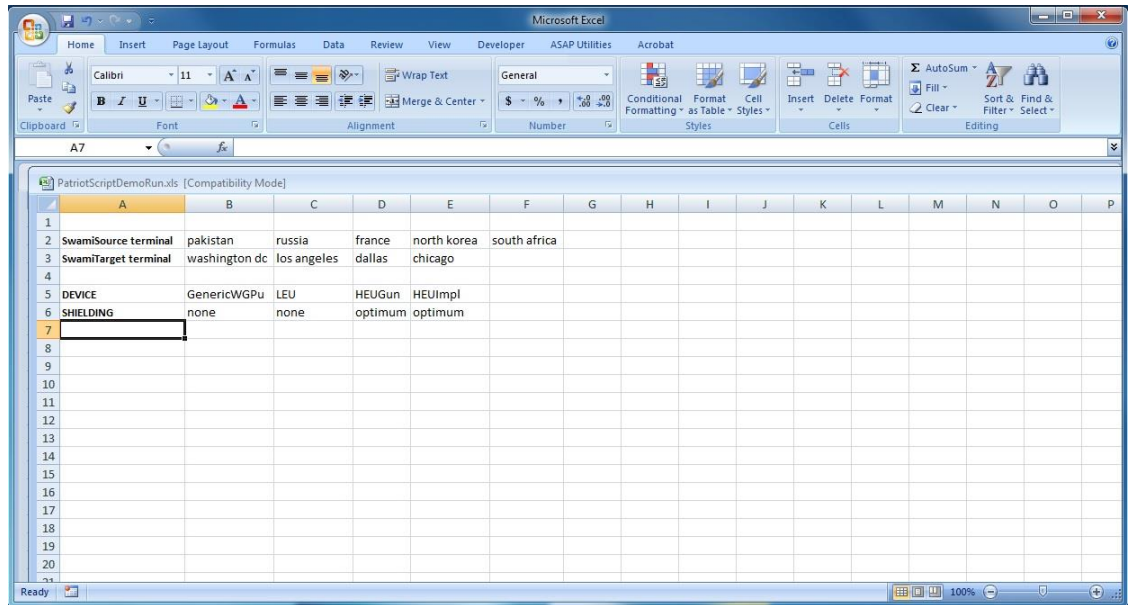 Microsoft Excel
Home Insert Page Layout Formulas Data Review View Developer ASAP Utilities Acrobat
Paste
Calibri 11 A A
B I U A
Wrap Text
Merge & Center
General
$ % , .0 .00 .00 .0
Conditional Formatting
Format as Table
Cell Styles
Insert Delete Format
Σ AutoSum
Fill
Clear
Sort & Filter
Find & Select
Clipboard Font Alignment Number Styles Cells Editing
A7 fx
PatriotScriptDemoRun.xls [Compatibility Mode]
A B C D E F G H I J K L M N O P
1
2 SwamiSource terminal pakistan russia france north korea south africa
3 SwamiTarget terminal washington dc los angeles dallas chicago
4
5 DEVICE GenericWGPu LEU HEUGun HEUImpl
6 SHIELDING none none optimum optimum
7
8
9
10
11
12
13
14
15
16
17
18
19
20
21
Ready 100%